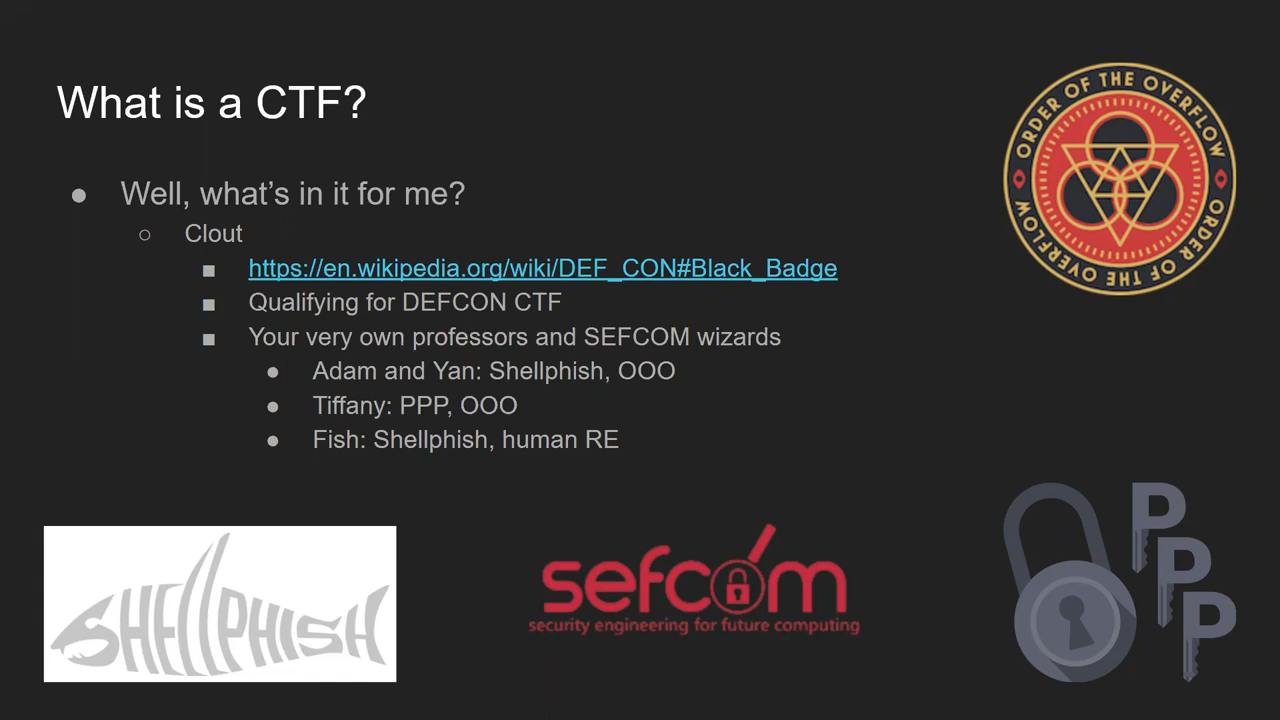 What is a CTF?
ORDER OF THE OVERFLOW
ORDER OF THE OVERFLOW
● Well, what's in it for me?
○ Clout
■ https://en.wikipedia.org/wiki/DEF_CON#Black_Badge
■ Qualifying for DEFCON CTF
■ Your very own professors and SEFCOM wizards
● Adam and Yan: Shellphish, OOO
● Tiffany: PPP, OOO
● Fish: Shellphish, human RE
SHELLPHISH
sefcom
security engineering for future computing
P
P
P